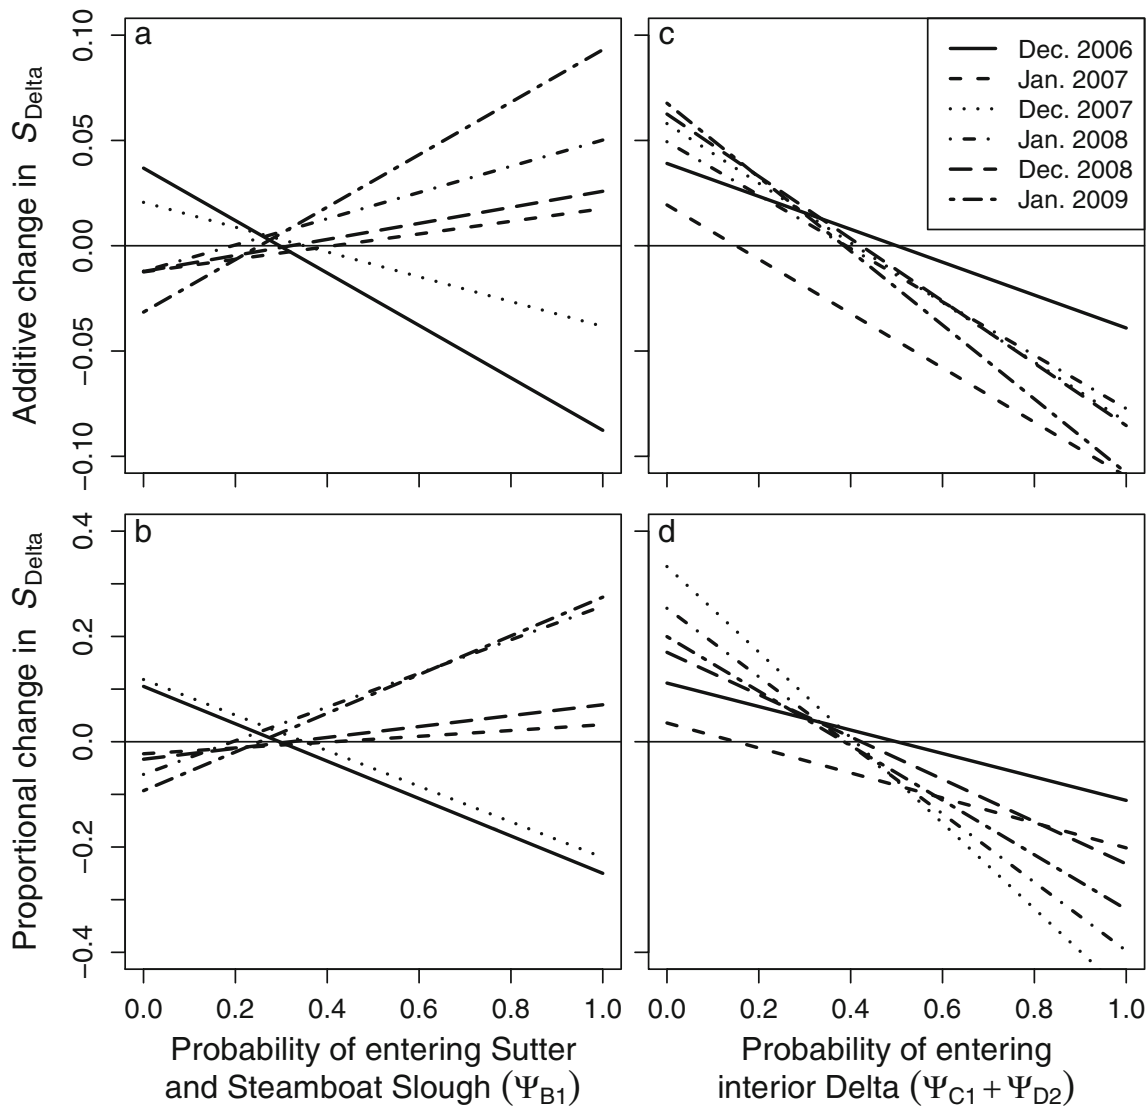 Additive change in S_Delta
0.10
0.05
0.00
−0.05
−0.10
a
c
Dec. 2006
Jan. 2007
Dec. 2007
Jan. 2008
Dec. 2008
Jan. 2009
Proportional change in S_Delta
0.4
0.2
0.0
−0.2
−0.4
b
d
0.0 0.2 0.4 0.6 0.8 1.0
0.0 0.2 0.4 0.6 0.8 1.0
Probability of entering Sutter
and Steamboat Slough (Ψ_B1)
Probability of entering
interior Delta (Ψ_C1 + Ψ_D2)